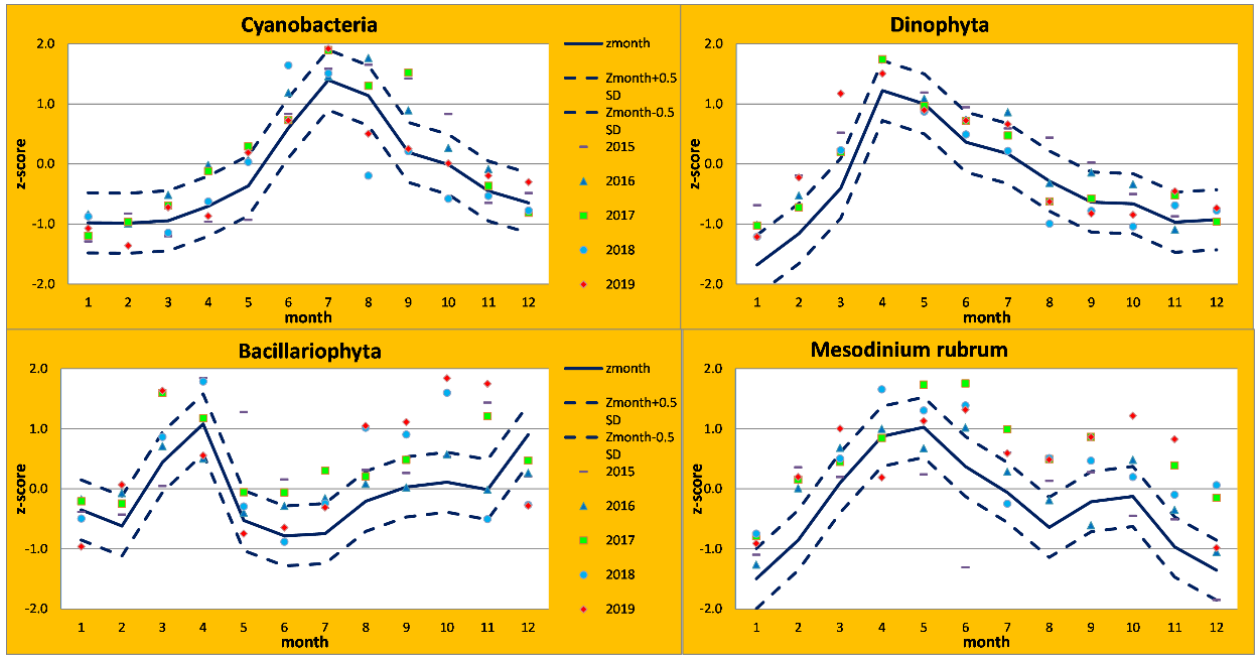 Cyanobacteria
2.0
1.0
0.0
-1.0
-2.0
z-score
1 2 3 4 5 6 7 8 9 10 11 12
month
zmonth
Zmonth+0.5
SD
Zmonth-0.5
SD
2015
2016
2017
2018
2019
Dinophyta
2.0
1.0
0.0
-1.0
-2.0
z-score
1 2 3 4 5 6 7 8 9 10 11 12
month
Bacillariophyta
2.0
1.0
0.0
-1.0
-2.0
z-score
1 2 3 4 5 6 7 8 9 10 11 12
month
zmonth
Zmonth+0.5
SD
Zmonth-0.5
SD
2015
2016
2017
2018
2019
Mesodinium rubrum
2.0
1.0
0.0
-1.0
-2.0
z-score
1 2 3 4 5 6 7 8 9 10 11 12
month